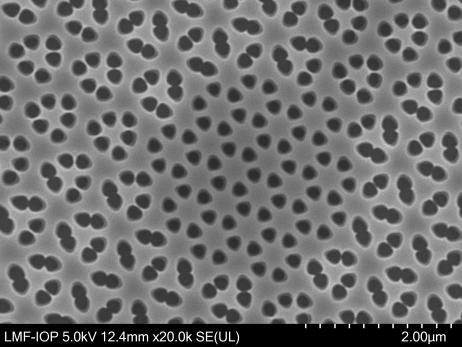 LMF-IOP 5.0kV 12.4mm x20.0k SE(UL) 2.00μm